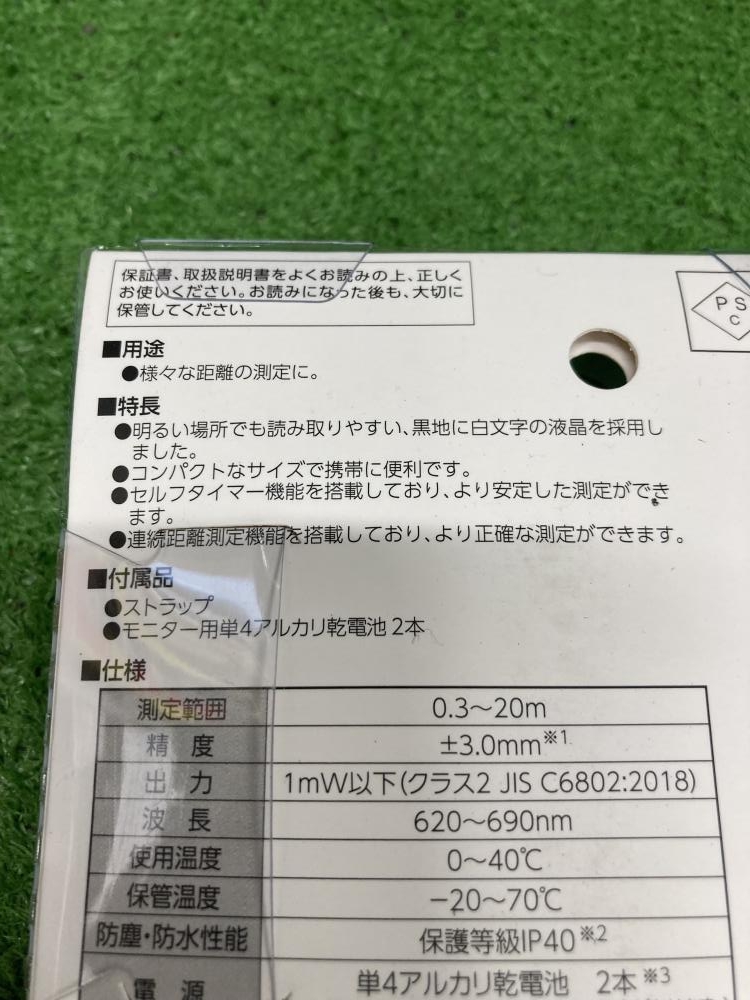 保証書、取扱説明書をよくお読みの上、正しく
お使いください。お読みになった後も、大切に
保管してください。
PS
C
■用途
●様々な距離の測定に。
■特長
●明るい場所でも読み取りやすい、黒地に白文字の液晶を採用し
ました。
●コンパクトなサイズで携帯に便利です。
●セルフタイマー機能を搭載しており、より安定した測定ができ
ます。
●連続距離測定機能を搭載しており、より正確な測定ができます。
■付属品
●ストラップ
●モニター用単4アルカリ乾電池 2本
■仕様
測定範囲 0.3〜20m
精 度 ±3.0mm※1
出 力 1mW以下(クラス2 JIS C6802:2018)
波 長 620〜690nm
使用温度 0〜40℃
保管温度 −20〜70℃
防塵・防水性能 保護等級IP40※2
電 源 単4アルカリ乾電池 2本※3